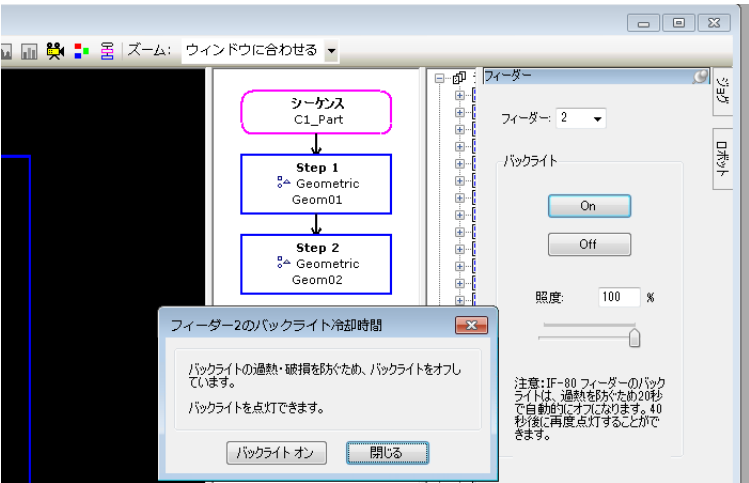 ズーム: ウィンドウに合わせる
シーケンス
C1_Part
Step 1
Geometric
Geom01
Step 2
Geometric
Geom02
フィーダー
フィーダー: 2
バックライト
On
Off
照度: 100 %
注意:IF-80 フィーダーのバック
ライトは、過熱を防ぐため20秒
で自動的にオフになります。40
秒後に再度点灯することがで
きます。
ジョグ
ロボット
フィーダー2のバックライト冷却時間
バックライトの過熱・破損を防ぐため、バックライトをオフし
ています。
バックライトを点灯できます。
バックライト オン
閉じる